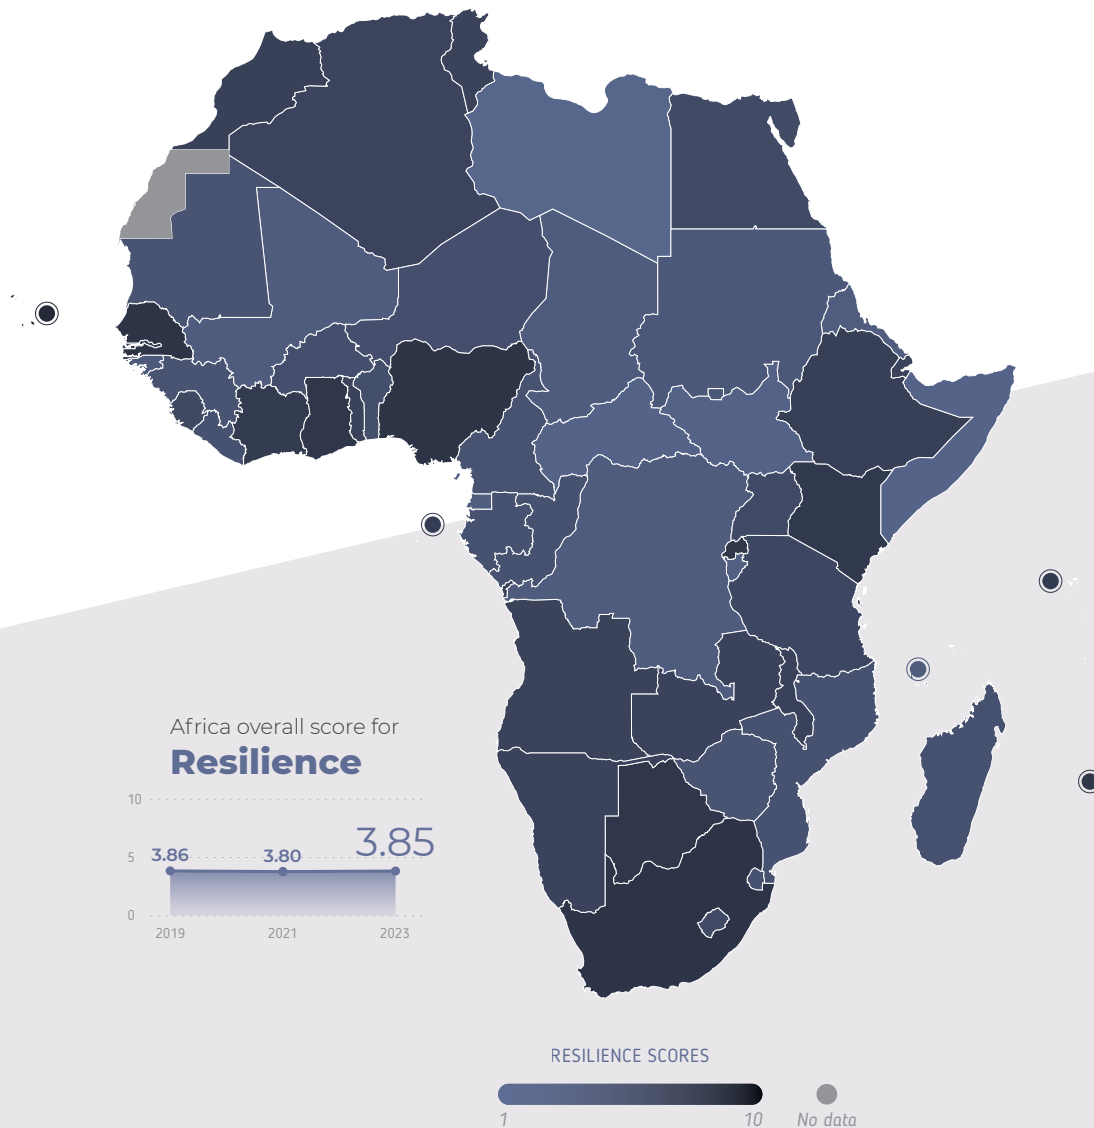 Africa overall score for
Resilience
10
3.85
3.86
5
3.80
0
2019
2021
2023
RESILIENCE SCORES
1
10
No data